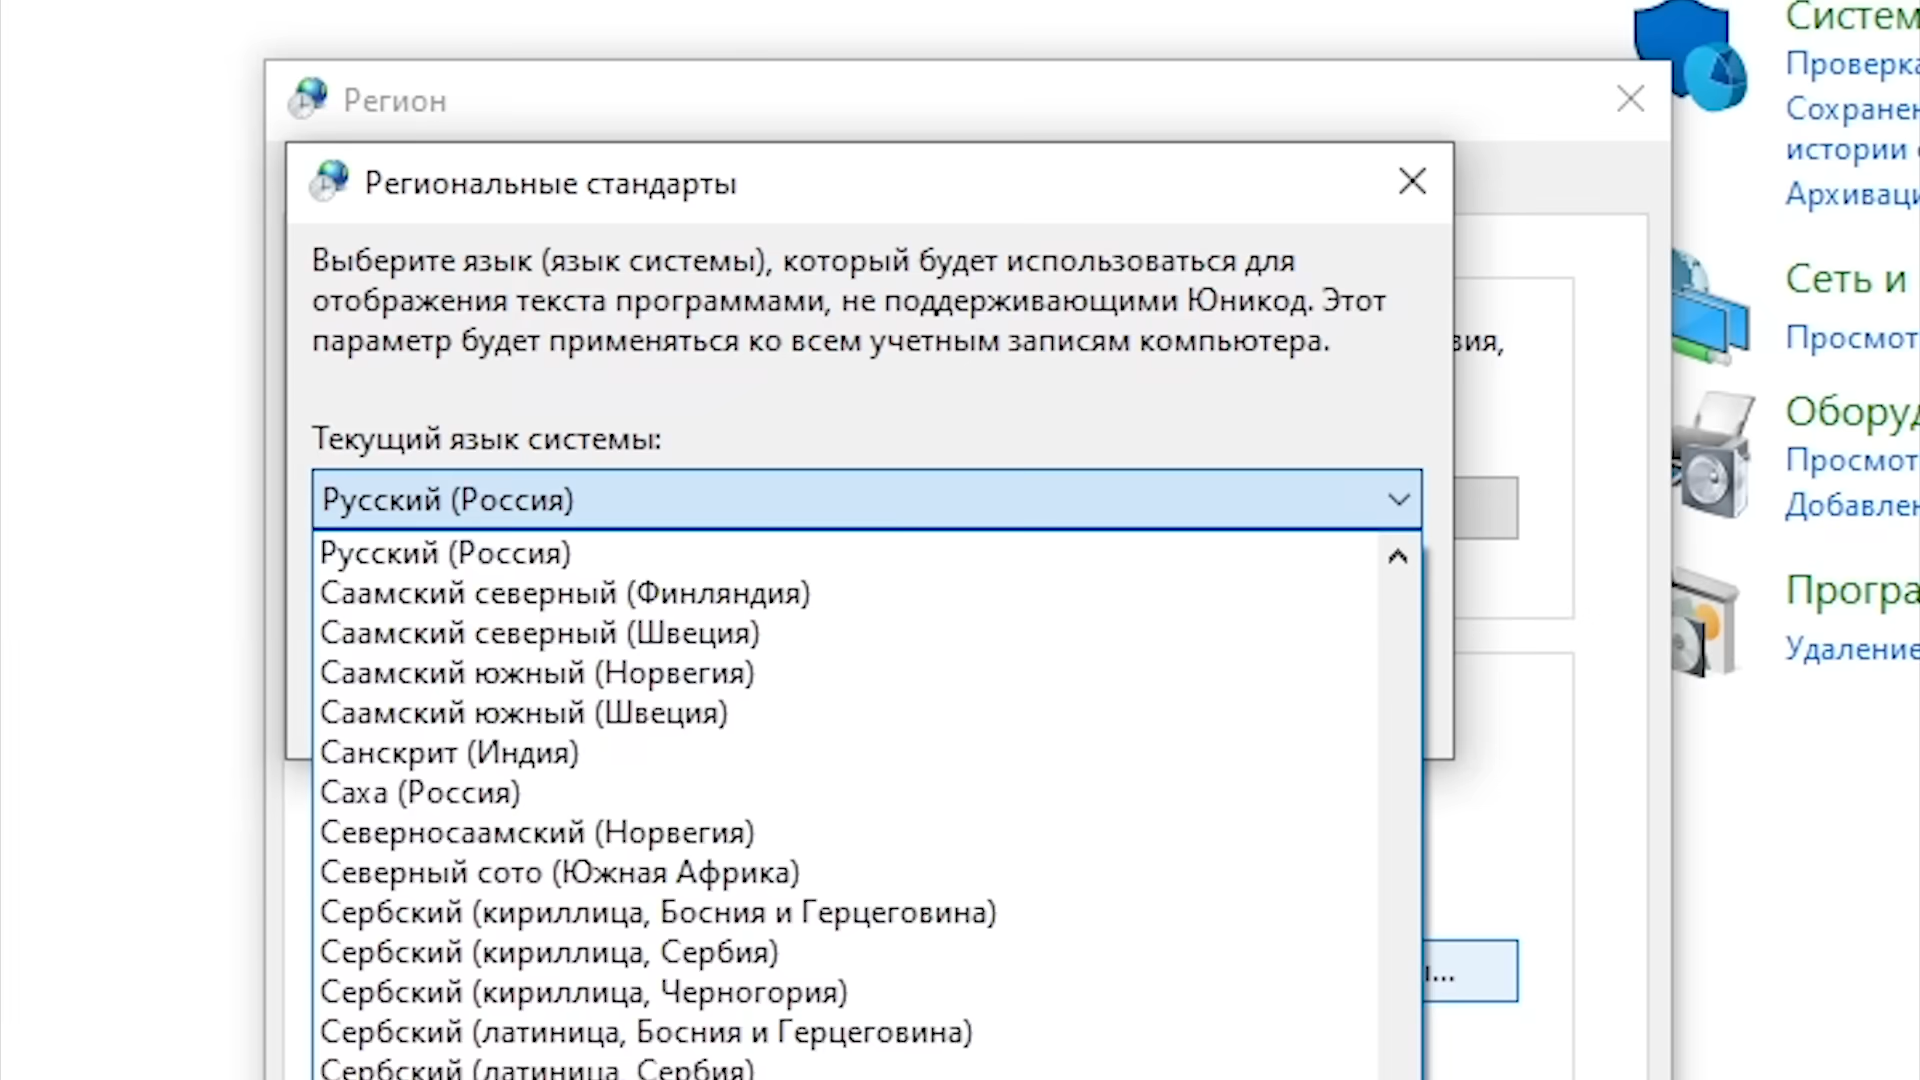 Регион
Региональные стандарты
Выберите язык (язык системы), который будет использоваться для
отображения текста программами, не поддерживающими Юникод. Этот
параметр будет применяться ко всем учетным записям компьютера.
Текущий язык системы:
Русский (Россия)
Русский (Россия)
Саамский северный (Финляндия)
Саамский северный (Швеция)
Саамский южный (Норвегия)
Саамский южный (Швеция)
Санскрит (Индия)
Саха (Россия)
Северносаамский (Норвегия)
Северный сото (Южная Африка)
Сербский (кириллица, Босния и Герцеговина)
Сербский (кириллица, Сербия)
Сербский (кириллица, Черногория)
Сербский (латиница, Босния и Герцеговина)
Сербский (латиница, Сербия)
вия,
ы...
Систем
Проверка
Сохранен
истории
Архиваци
Сеть и
Просмот
Оборуд
Просмот
Добавлен
Програ
Удаление